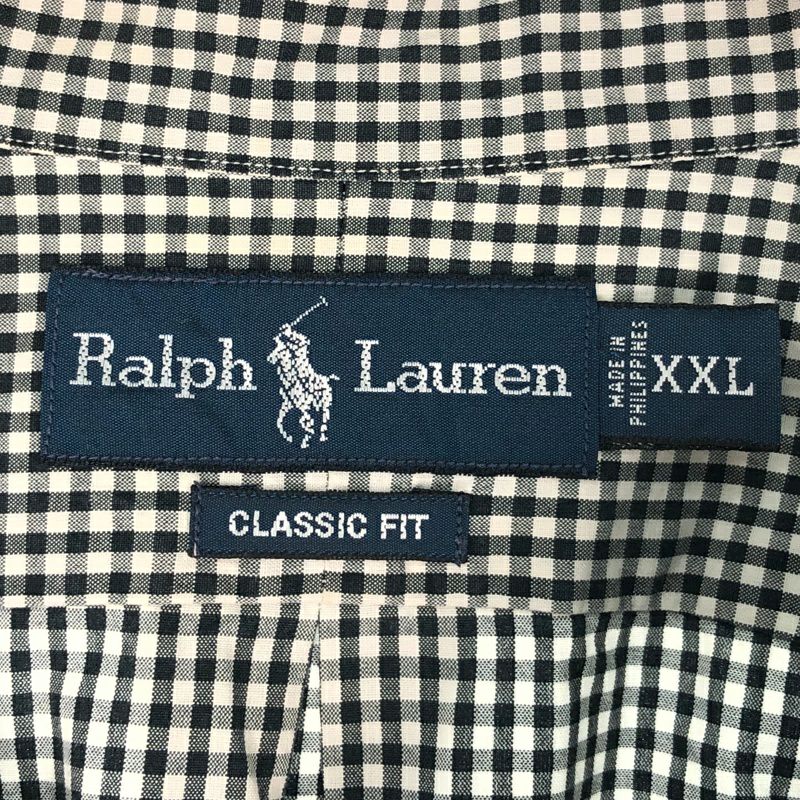 Ralph Lauren
MADE IN
PHILIPPINES
XXL
CLASSIC FIT